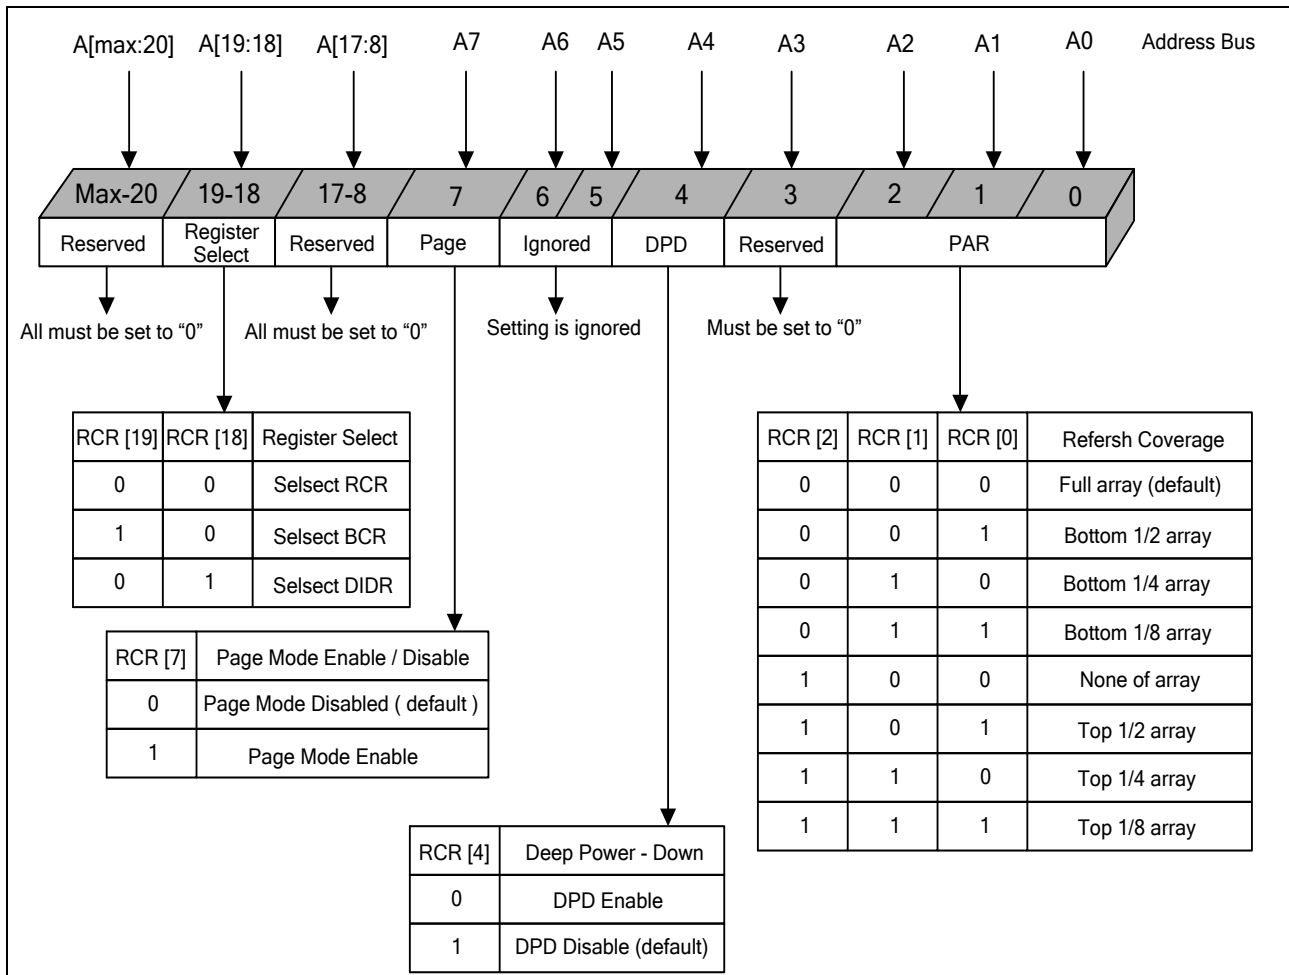 A[max:20] A[19:18] A[17:8] A7 A6 A5 A4 A3 A2 A1 A0 Address Bus
Max-20 19-18 17-8 7 6 5 4 3 2 1 0
Reserved Register Select Reserved Page Ignored DPD Reserved PAR
All must be set to “0” All must be set to “0” Setting is ignored Must be set to “0”
RCR [19] RCR [18] Register Select
0 0 Selsect RCR
1 0 Selsect BCR
0 1 Selsect DIDR
RCR [7] Page Mode Enable / Disable
0 Page Mode Disabled ( default )
1 Page Mode Enable
RCR [4] Deep Power - Down
0 DPD Enable
1 DPD Disable (default)
RCR [2] RCR [1] RCR [0] Refersh Coverage
0 0 0 Full array (default)
0 0 1 Bottom 1/2 array
0 1 0 Bottom 1/4 array
0 1 1 Bottom 1/8 array
1 0 0 None of array
1 0 1 Top 1/2 array
1 1 0 Top 1/4 array
1 1 1 Top 1/8 array